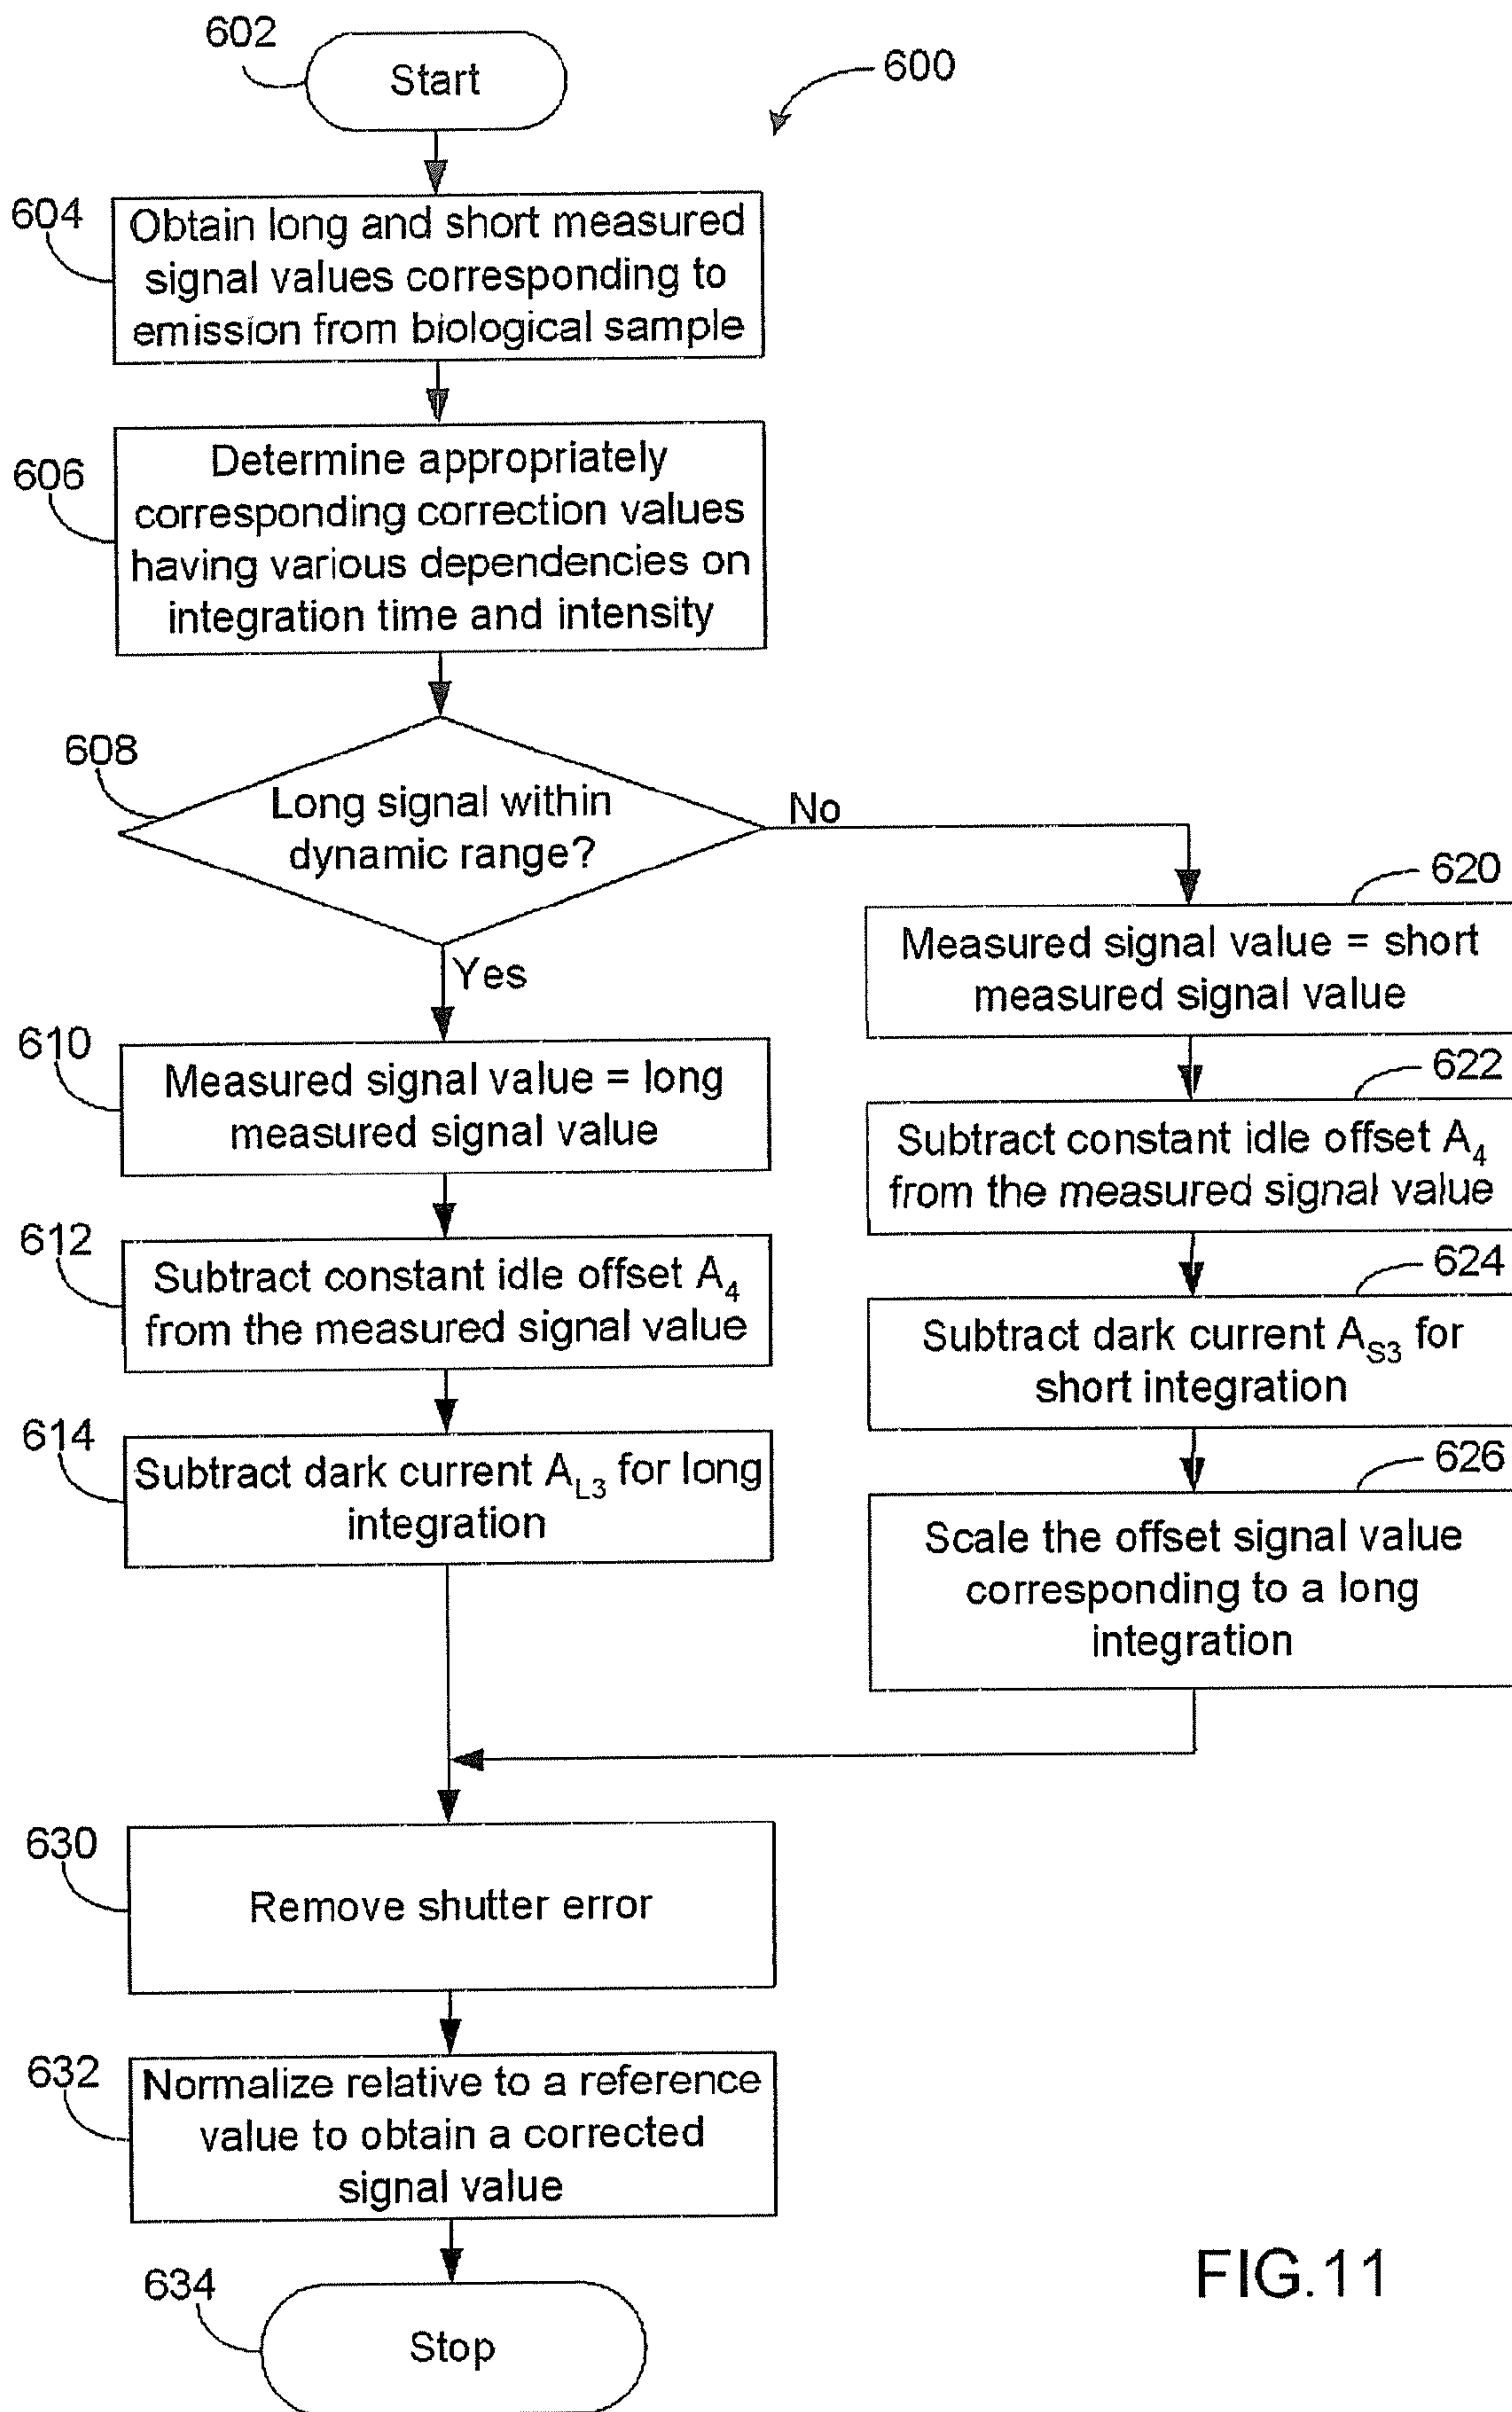 602
Start
600
604
Obtain long and short measured
signal values corresponding to
emission from biological sample
606
Determine appropriately
corresponding correction values
having various dependencies on
integration time and intensity
608
Long signal within
dynamic range?
No
Yes
610
Measured signal value = long
measured signal value
612
Subtract constant idle offset A₄
from the measured signal value
614
Subtract dark current A_L3 for long
integration
620
Measured signal value = short
measured signal value
622
Subtract constant idle offset A₄
from the measured signal value
624
Subtract dark current A_S3 for
short integration
626
Scale the offset signal value
corresponding to a long
integration
630
Remove shutter error
632
Normalize relative to a reference
value to obtain a corrected
signal value
634
Stop
FIG.11